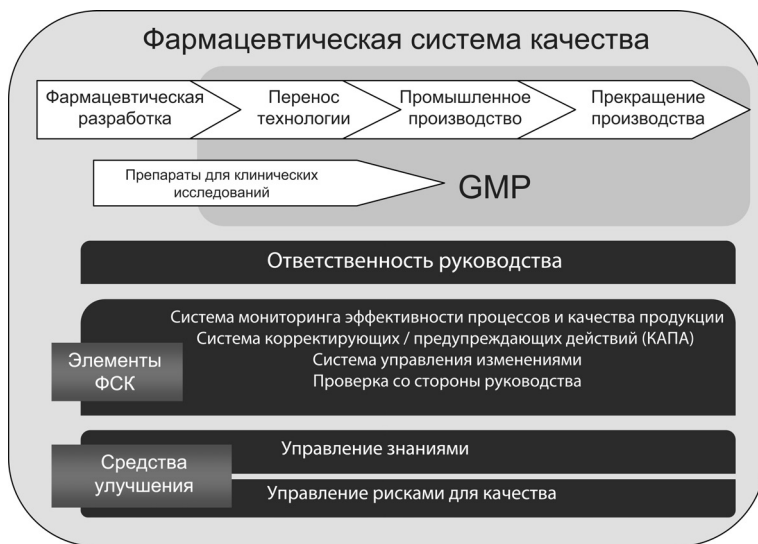 Фармацевтическая система качества
Фармацевтическая
разработка
Перенос
технологии
Промышленное
производство
Прекращение
производства
Препараты для клинических
исследований
GMP
Ответственность руководства
Элементы
ФСК
Система мониторинга эффективности процессов и качества продукции
Система корректирующих / предупреждающих действий (КАПА)
Система управления изменениями
Проверка со стороны руководства
Средства
улучшения
Управление знаниями
Управление рисками для качества